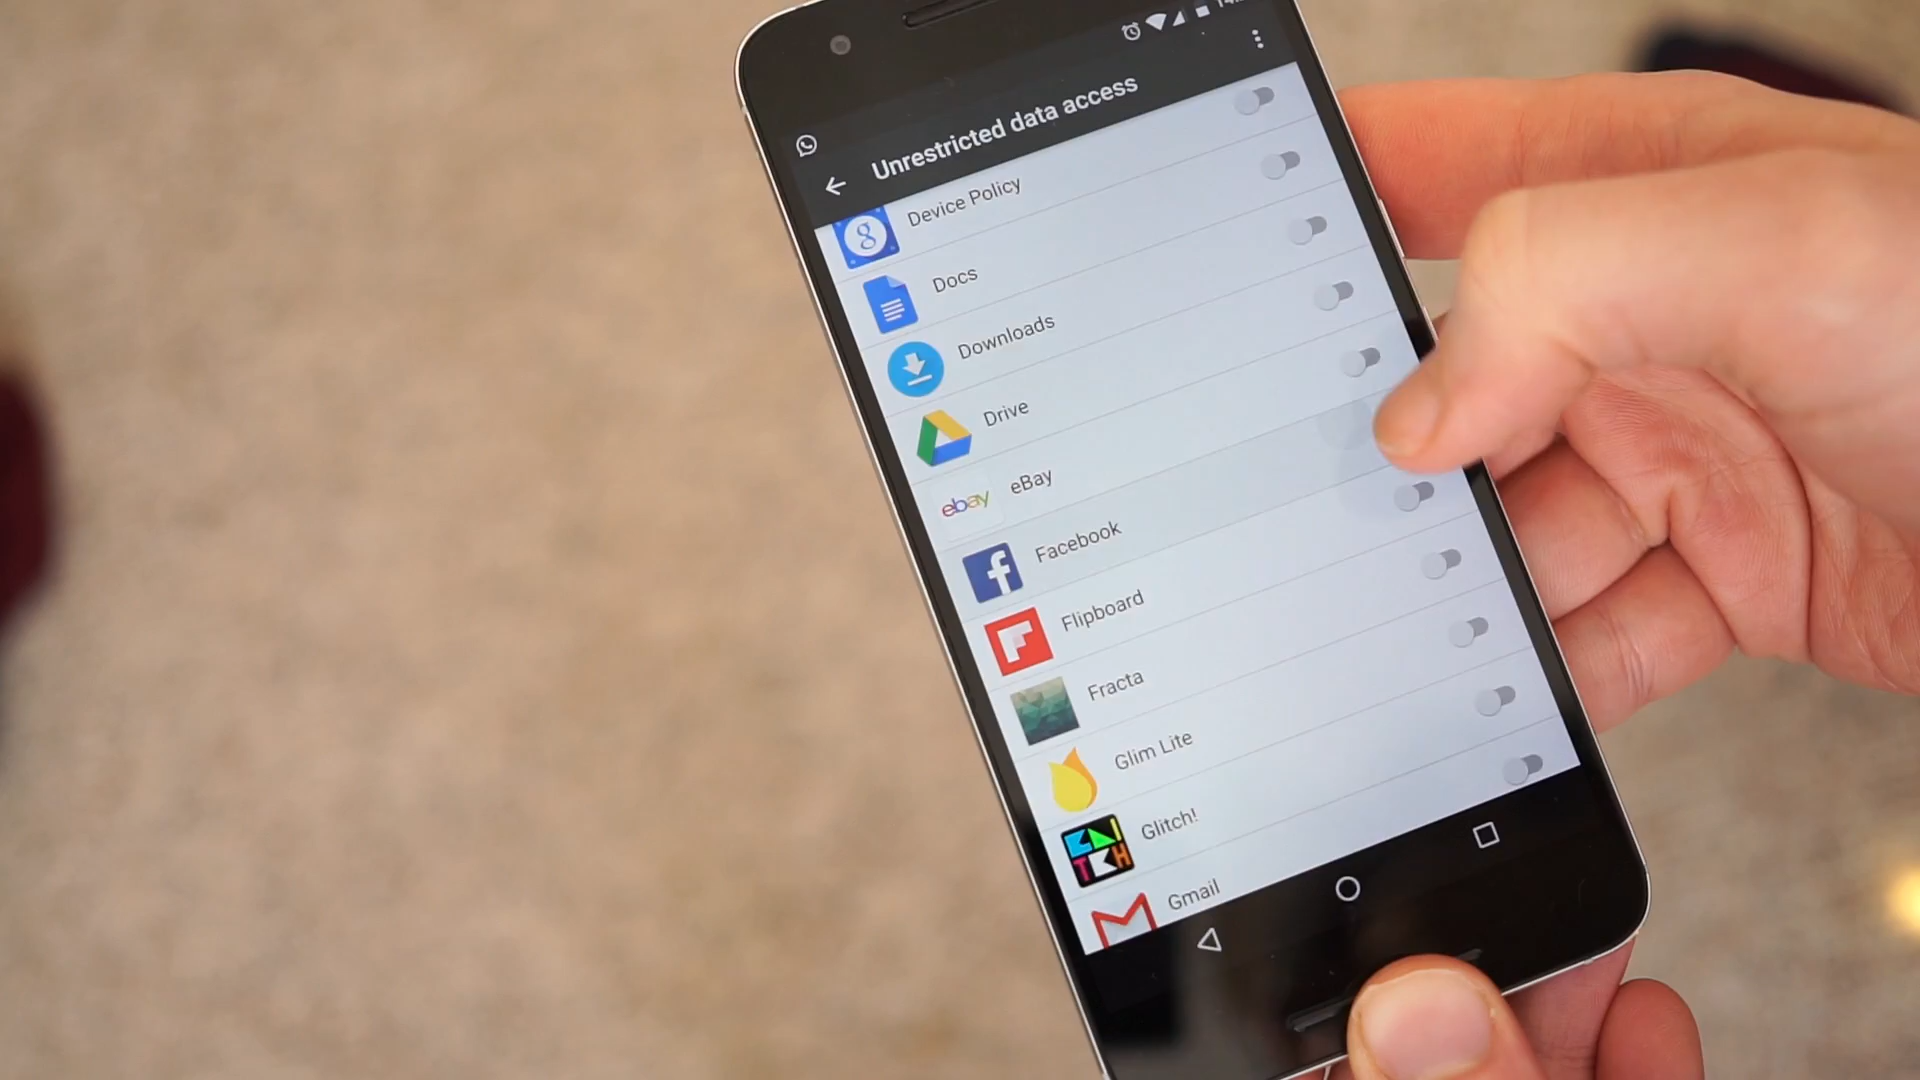 Unrestricted data access
Device Policy
Docs
Downloads
Drive
ebay eBay
Facebook
Flipboard
Fracta
Glim Lite
Glitch!
Gmail